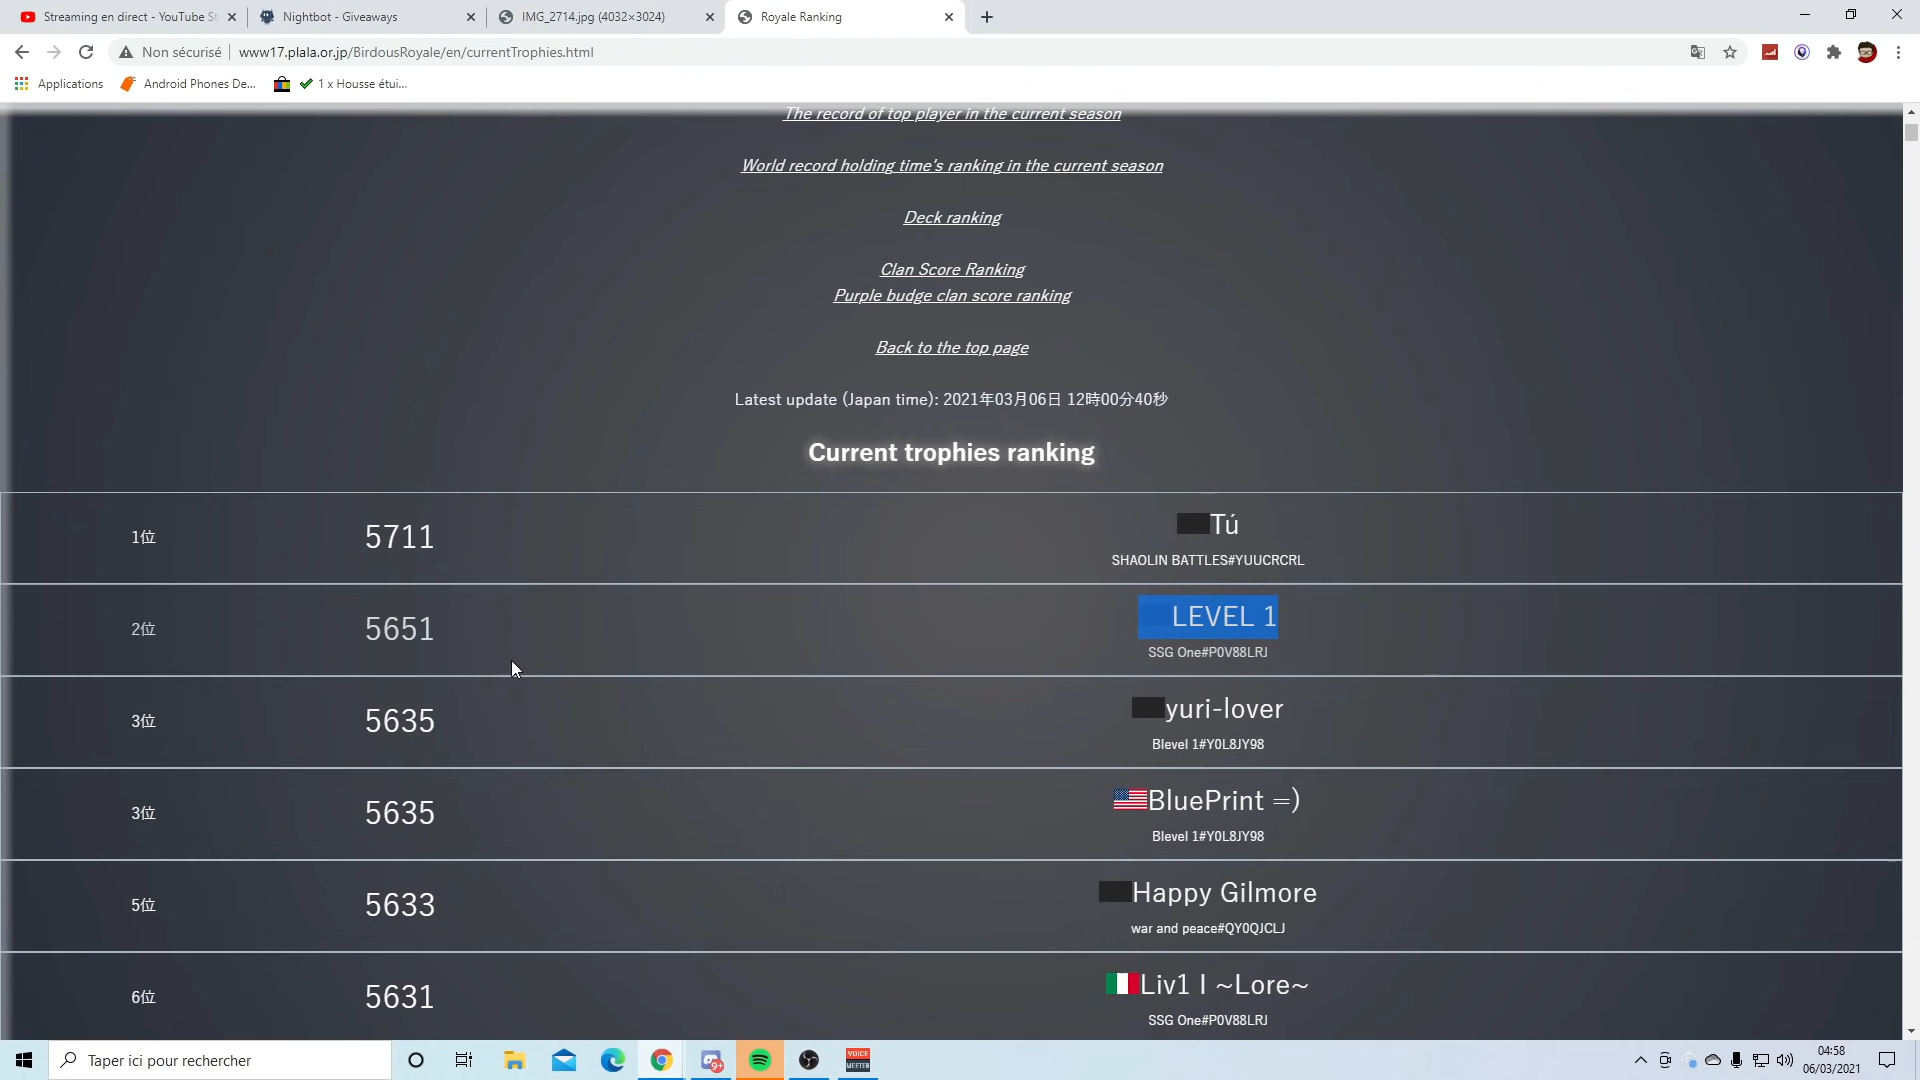 Streaming en direct - YouTube St
Nightbot - Giveaways
IMG_2714.jpg (4032×3024)
Royale Ranking
Non sécurisé
www17.plala.or.jp/BirdousRoyale/en/currentTrophies.html
Applications
Android Phones De...
1 x Housse étui...
The record of top player in the current season
World record holding time's ranking in the current season
Deck ranking
Clan Score Ranking
Purple budge clan score ranking
Back to the top page
Latest update (Japan time): 2021年03月06日 12時00分40秒
Current trophies ranking
1位 5711 Tú
SHAOLIN BATTLES#YUUCRCRL
2位 5651 LEVEL 1
SSG One#P0V88LRJ
3位 5635 yuri-lover
Blevel 1#Y0L8JY98
3位 5635 BluePrint =)
Blevel 1#Y0L8JY98
5位 5633 Happy Gilmore
war and peace#QY0QJCLJ
6位 5631 Liv1 I ~Lore~
SSG One#P0V88LRJ
Taper ici pour rechercher
9+
VOICE
MEETER
04:58
06/03/2021